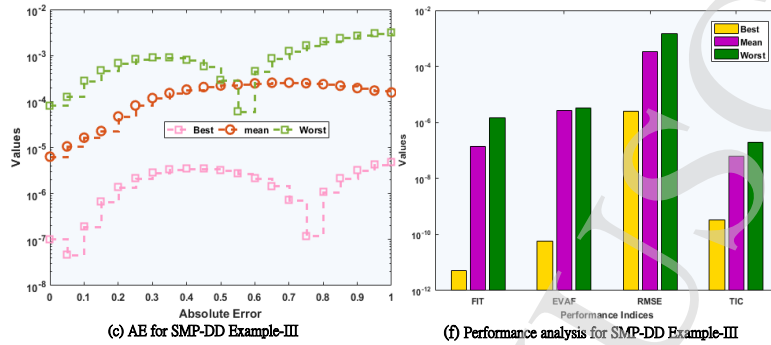 10^-2
10^-3
10^-4
10^-5
10^-6
10^-7
10^-8
Values
Best mean Worst
0 0.1 0.2 0.3 0.4 0.5 0.6 0.7 0.8 0.9 1
Absolute Error
(c) AE for SMP-DD Example-III
10^-2
10^-4
10^-6
10^-8
10^-10
10^-12
Values
Best
Mean
Worst
FIT EVAF RMSE TIC
Performance Indices
(f) Performance analysis for SMP-DD Example-III